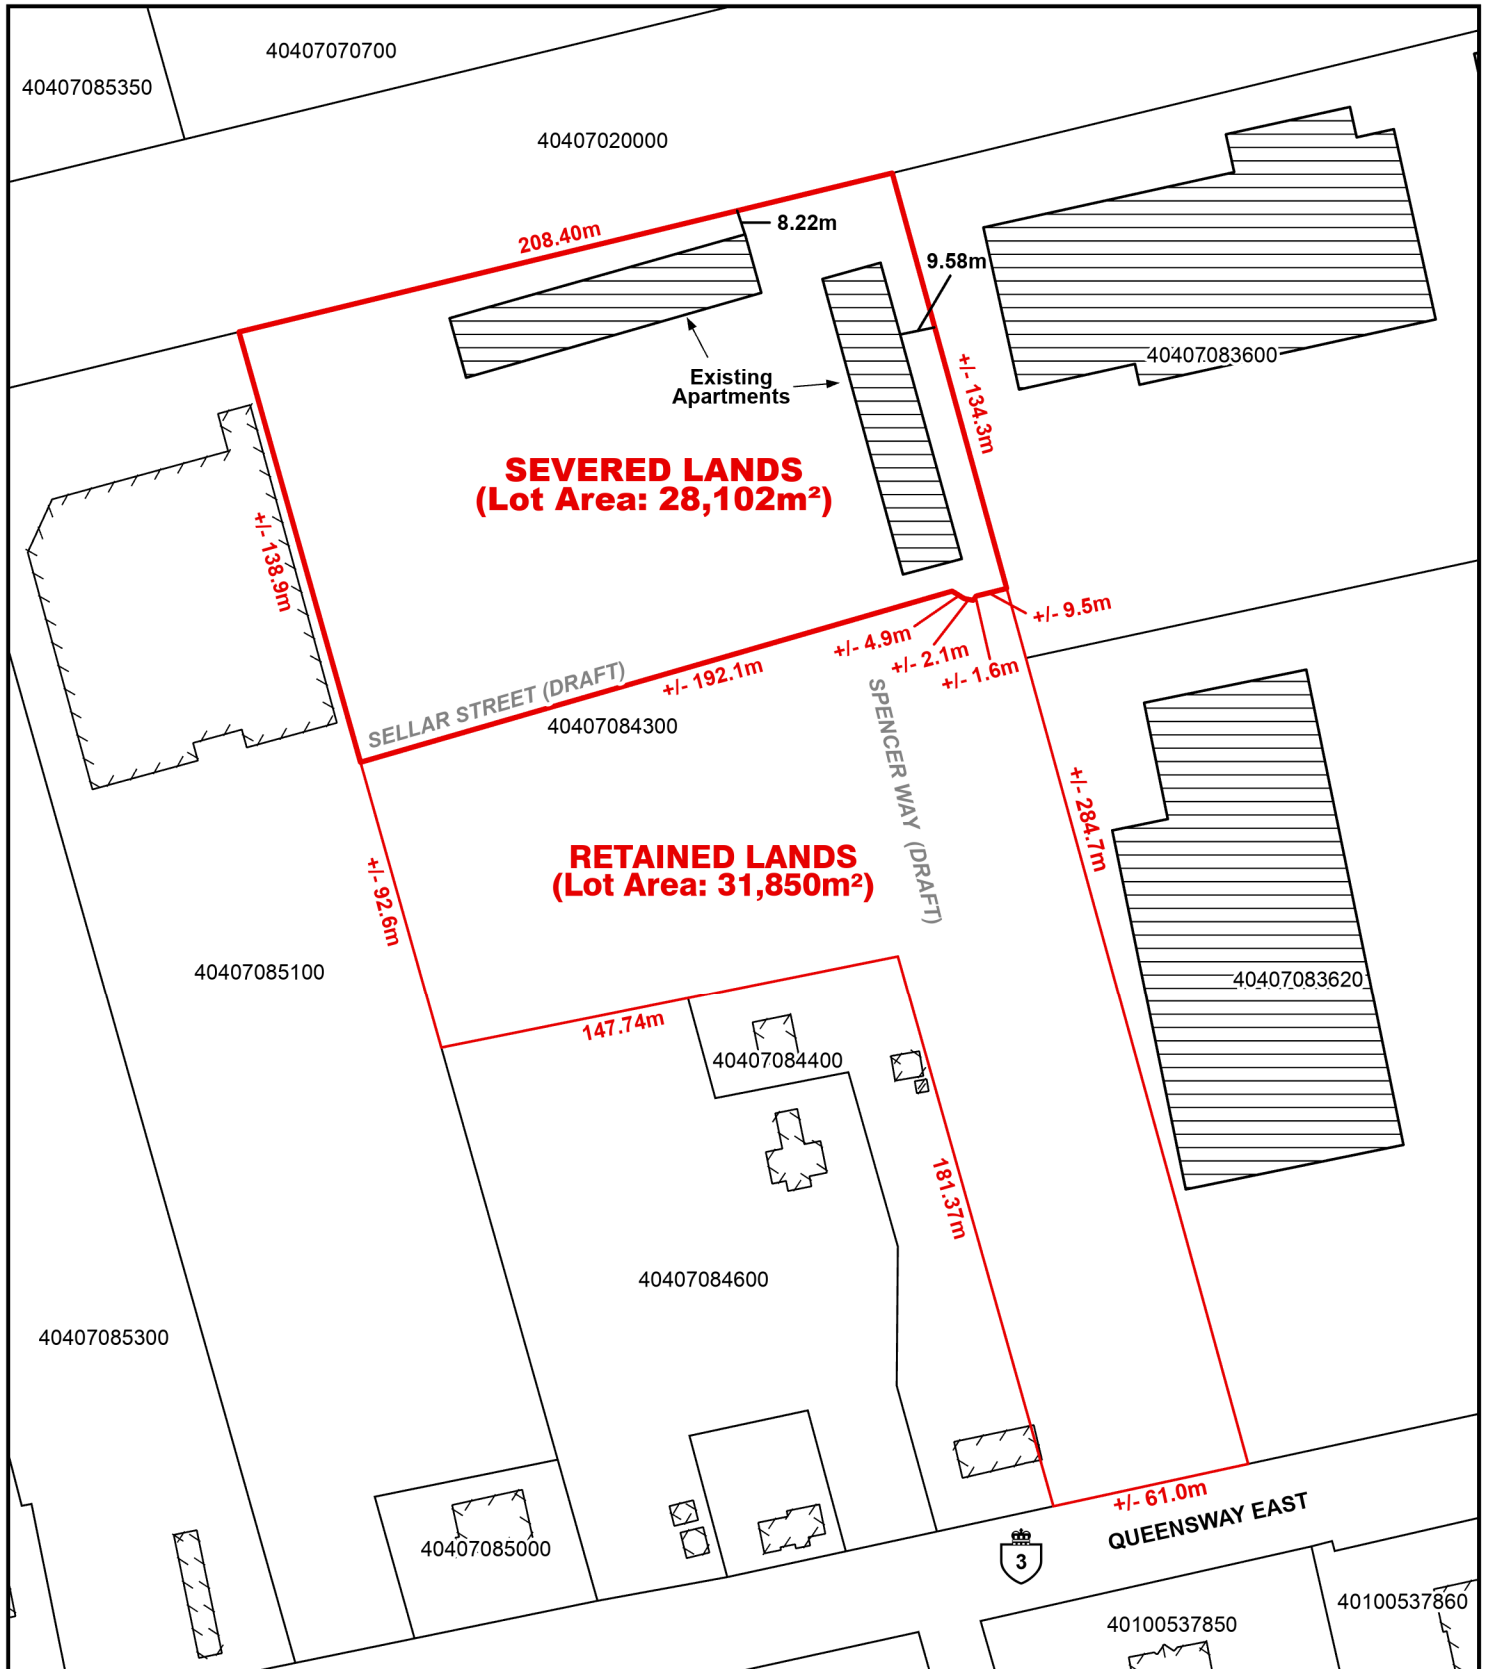 40407070700
40407085350
40407020000
208.40m
8.22m
9.58m
40407083600
Existing
Apartments
+/- 134.3m
SEVERED LANDS
(Lot Area: 28,102m²)
+/- 138.9m
+/- 9.5m
+/- 4.9m
+/- 2.1m
+/- 1.6m
+/- 192.1m
SELLAR STREET (DRAFT)
40407084300
SPENCER WAY (DRAFT)
+/- 284.7m
RETAINED LANDS
(Lot Area: 31,850m²)
+/- 92.6m
40407085100
40407083620
147.74m
40407084400
181.37m
40407084600
40407085300
+/- 61.0m
QUEENSWAY EAST
3
40407085000
40100537860
40100537850